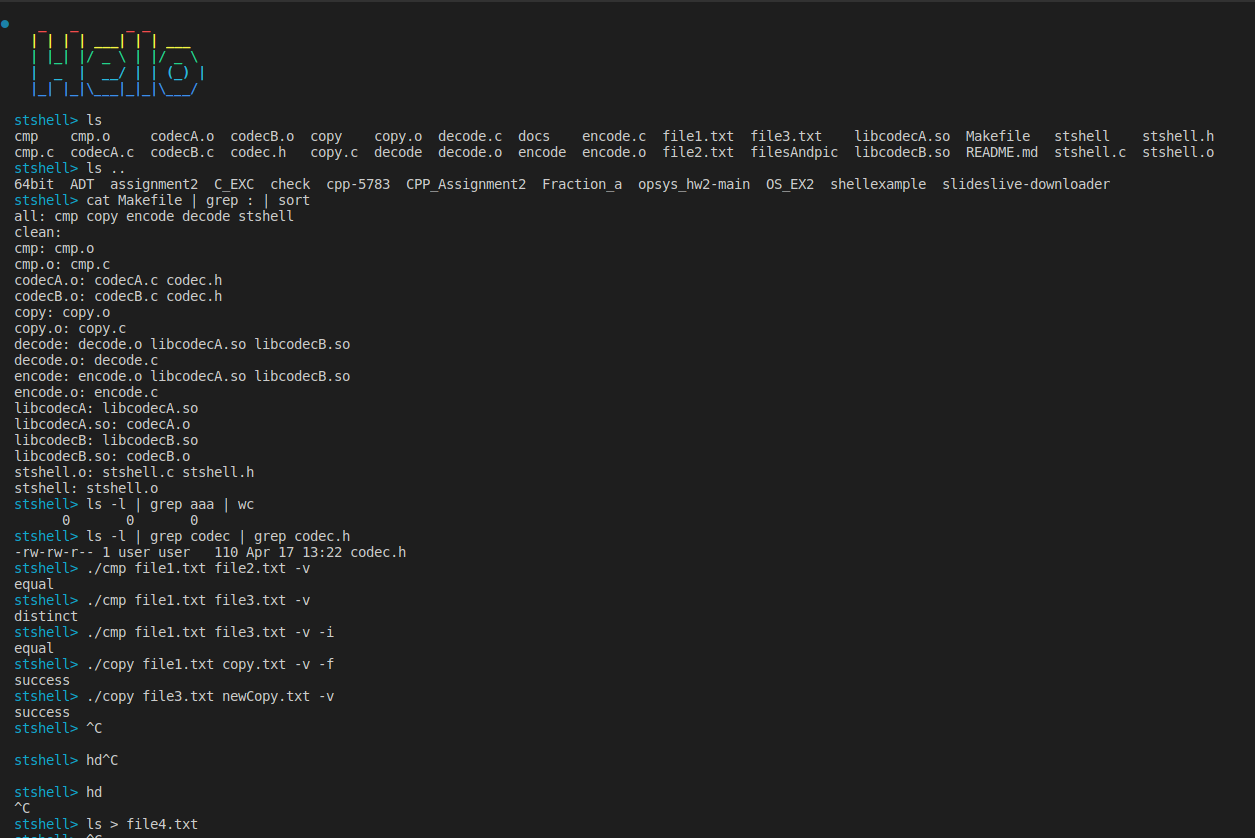 Hello
stshell> ls
cmp    cmp.o     codecA.o  codecB.o  copy    copy.o  decode.c  docs    encode.c  file1.txt  file3.txt    libcodecA.so  Makefile   stshell    stshell.h
cmp.c  codecA.c  codecB.c  codec.h   copy.c  decode  decode.o  encode  encode.o  file2.txt  filesAndpic  libcodecB.so  README.md  stshell.c  stshell.o
stshell> ls ..
64bit  ADT  assignment2  C_EXC  check  cpp-5783  CPP_Assignment2  Fraction_a  opsys_hw2-main  OS_EX2  shellexample  slideslive-downloader
stshell> cat Makefile | grep : | sort
all: cmp copy encode decode stshell
clean:
cmp: cmp.o
cmp.o: cmp.c
codecA.o: codecA.c codec.h
codecB.o: codecB.c codec.h
copy: copy.o
copy.o: copy.c
decode: decode.o libcodecA.so libcodecB.so
decode.o: decode.c
encode: encode.o libcodecA.so libcodecB.so
encode.o: encode.c
libcodecA: libcodecA.so
libcodecA.so: codecA.o
libcodecB: libcodecB.so
libcodecB.so: codecB.o
stshell.o: stshell.c stshell.h
stshell: stshell.o
stshell> ls -l | grep aaa | wc
      0       0       0
stshell> ls -l | grep codec | grep codec.h
-rw-rw-r-- 1 user user   110 Apr 17 13:22 codec.h
stshell> ./cmp file1.txt file2.txt -v
equal
stshell> ./cmp file1.txt file3.txt -v
distinct
stshell> ./cmp file1.txt file3.txt -v -i
equal
stshell> ./copy file1.txt copy.txt -v -f
success
stshell> ./copy file3.txt newCopy.txt -v
success
stshell> ^C
stshell> hd^C
stshell> hd
^C
stshell> ls > file4.txt
stshell> ^C